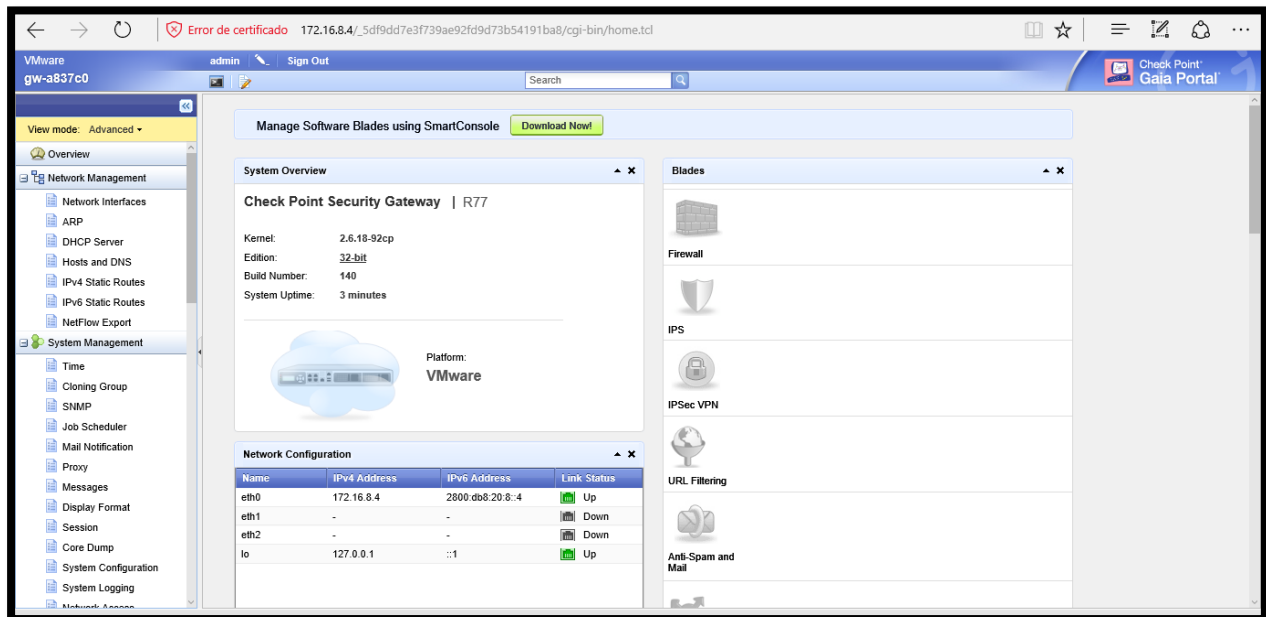 Error de certificado 172.16.8.4/_5df9dd7e3f739ae92fd9d73b54191ba8/cgi-bin/home.tcl
VMware
gw-a837c0
admin Sign Out
Search
Check Point
Gaia Portal
View mode: Advanced
Overview
Network Management
Network Interfaces
ARP
DHCP Server
Hosts and DNS
IPv4 Static Routes
IPv6 Static Routes
NetFlow Export
System Management
Time
Cloning Group
SNMP
Job Scheduler
Mail Notification
Proxy
Messages
Display Format
Session
Core Dump
System Configuration
System Logging
Network Access
Manage Software Blades using SmartConsole Download Now!
System Overview
Check Point Security Gateway | R77
Kernel: 2.6.18-92cp
Edition: 32-bit
Build Number: 140
System Uptime: 3 minutes
Platform:
VMware
Network Configuration
Name IPv4 Address IPv6 Address Link Status
eth0 172.16.8.4 2800:db8:20:8::4 Up
eth1 - - Down
eth2 - - Down
lo 127.0.0.1 ::1 Up
Blades
Firewall
IPS
IPSec VPN
URL Filtering
Anti-Spam and
Mail